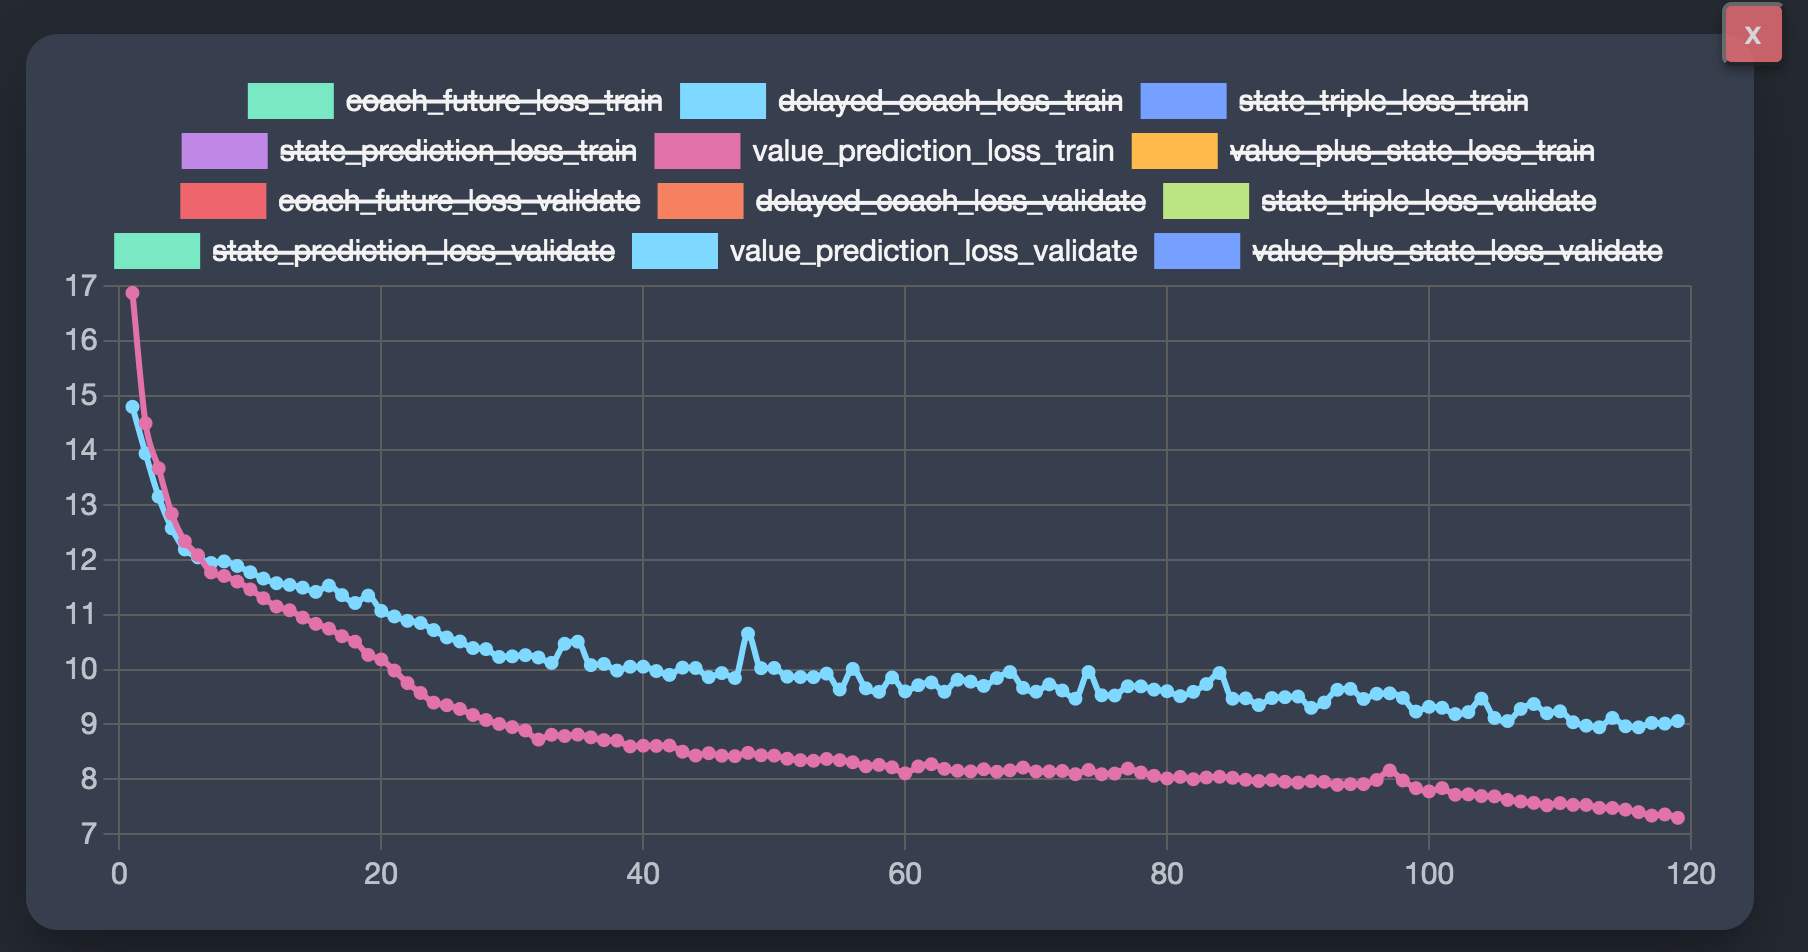 x
coach_future_loss_train delayed_coach_loss_train state_triple_loss_train
state_prediction_loss_train value_prediction_loss_train value_plus_state_loss_train
coach_future_loss_validate delayed_coach_loss_validate state_triple_loss_validate
state_prediction_loss_validate value_prediction_loss_validate value_plus_state_loss_validate
17
16
15
14
13
12
11
10
9
8
7
0 20 40 60 80 100 120